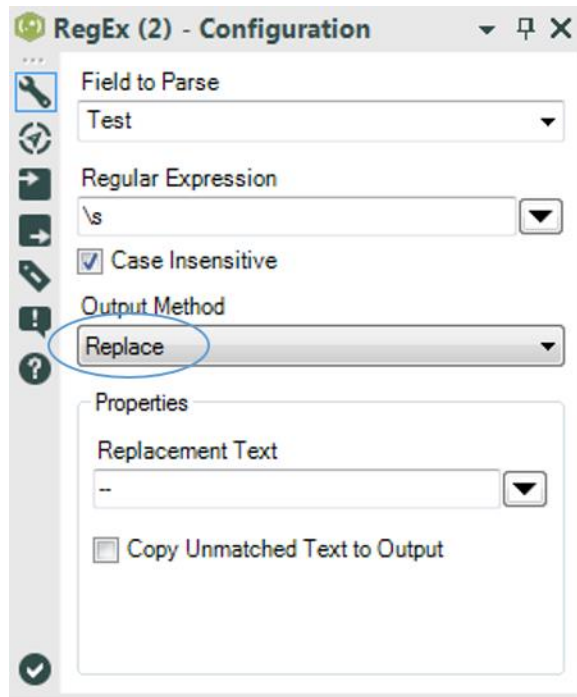 RegEx (2) - Configuration
Field to Parse
Test
Regular Expression
\s
Case Insensitive
Output Method
Replace
Properties
Replacement Text
--
Copy Unmatched Text to Output